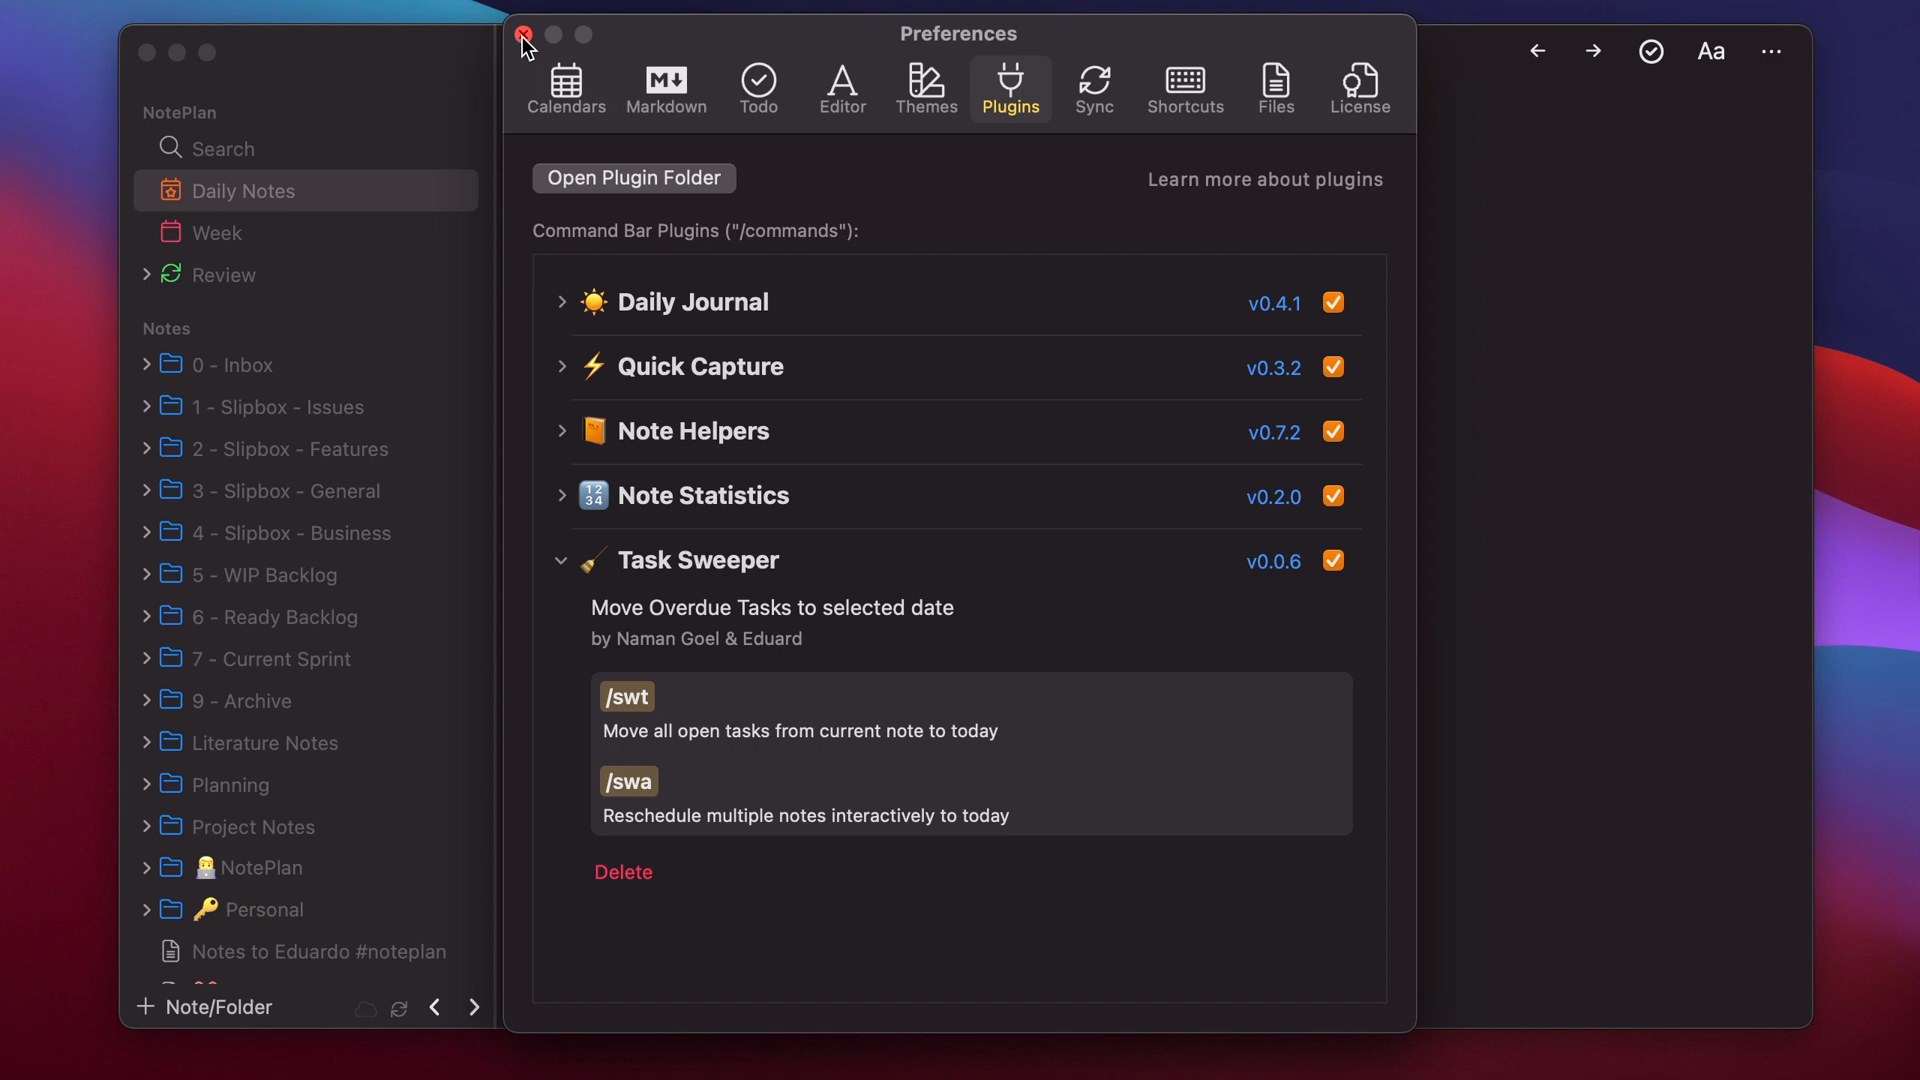 NotePlan
Search
Daily Notes
Week
Review
Notes
0 - Inbox
1 - Slipbox - Issues
2 - Slipbox - Features
3 - Slipbox - General
4 - Slipbox - Business
5 - WIP Backlog
6 - Ready Backlog
7 - Current Sprint
9 - Archive
Literature Notes
Planning
Project Notes
NotePlan
Personal
Notes to Eduardo #noteplan
Note/Folder
Preferences
Calendars
Markdown
Todo
Editor
Themes
Plugins
Sync
Shortcuts
Files
License
Open Plugin Folder
Learn more about plugins
Command Bar Plugins ("/commands"):
Daily Journal v0.4.1
Quick Capture v0.3.2
Note Helpers v0.7.2
Note Statistics v0.2.0
Task Sweeper v0.0.6
Move Overdue Tasks to selected date
by Naman Goel & Eduard
/swt
Move all open tasks from current note to today
/swa
Reschedule multiple notes interactively to today
Delete
Aa